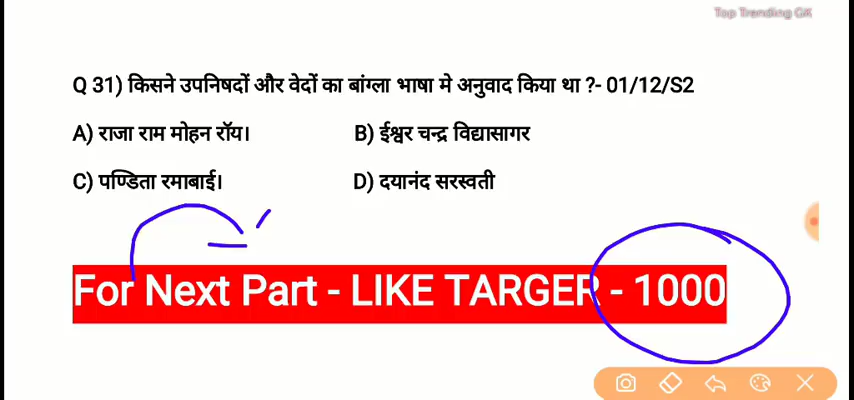 Top Trending GK
Q 31) किसने उपनिषदों और वेदों का बांग्ला भाषा मे अनुवाद किया था ?- 01/12/S2
A) राजा राम मोहन रॉय। B) ईश्वर चन्द्र विद्यासागर
C) पण्डिता रमाबाई। D) दयानंद सरस्वती
For Next Part - LIKE TARGER - 1000